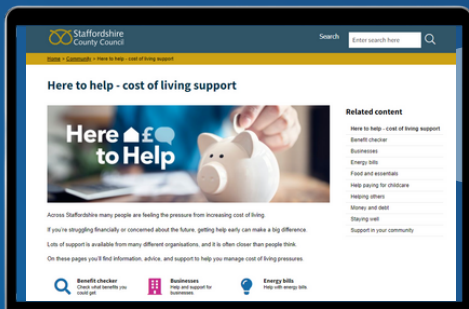 Staffordshire
County Council
Search
Enter search here
Home > Community > Here to help - cost of living support
Here to help - cost of living support
Here £
to Help
Across Staffordshire many people are feeling the pressure from increasing cost of living.
If you're struggling financially or concerned about the future, getting help early can make a big difference.
Lots of support is available from many different organisations, and it is often closer than people think.
On these pages you'll find information, advice, and support to help you manage cost of living pressures.
Benefit checker
Check what benefits you
could get
Businesses
Help and support for
businesses
Energy bills
Help with energy bills
Related content
Here to help - cost of living support
Benefit checker
Businesses
Energy bills
Food and essentials
Help paying for childcare
Helping others
Money and debt
Staying well
Support in your community